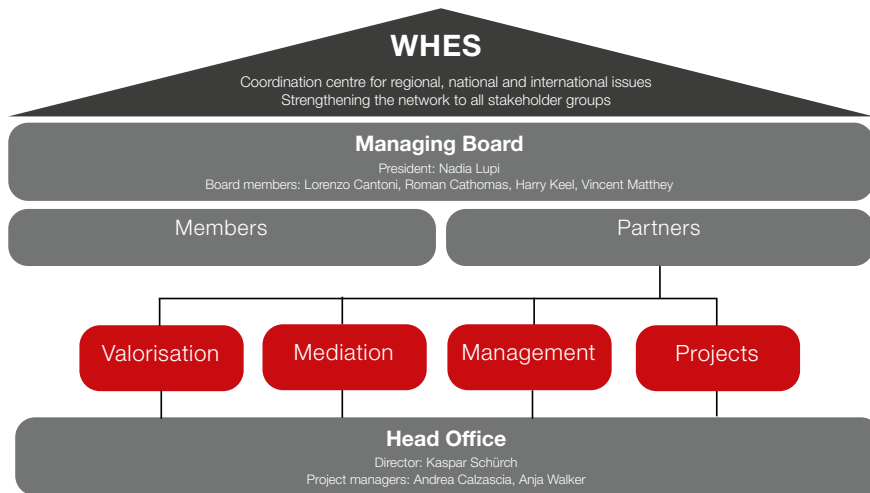 WHES
Coordination centre for regional, national and international issues
Strengthening the network to all stakeholder groups
Managing Board
President: Nadia Lupi
Board members: Lorenzo Cantoni, Roman Cathomas, Harry Keel, Vincent Matthey
Members
Partners
Valorisation
Mediation
Management
Projects
Head Office
Director: Kaspar Schürch
Project managers: Andrea Calzascia, Anja Walker